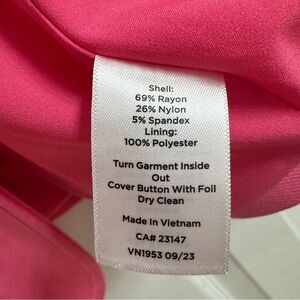 Shell:
69% Rayon
26% Nylon
5% Spandex
Lining:
100% Polyester
Turn Garment Inside
Out
Cover Button With Foil
Dry Clean
Made In Vietnam
CA# 23147
VN1953 09/23